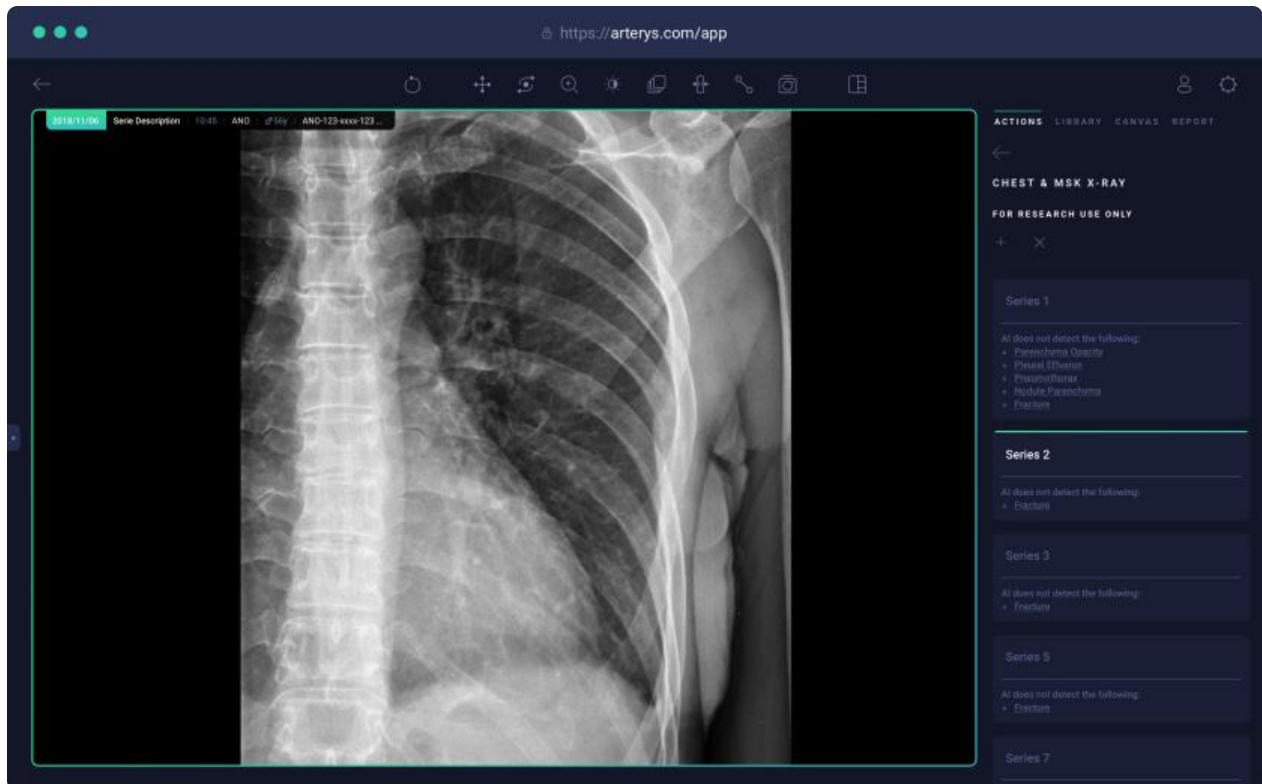 https://arterys.com/app
2018/11/06 Serie Description 10:45 ANO ♂56y ANO-123-xxxx-123 ...
ACTIONS LIBRARY CANVAS REPORT
CHEST & MSK X-RAY
FOR RESEARCH USE ONLY
Series 1
AI does not detect the following:
Parenchyma Opacity
Pleural Effusion
Pneumothorax
Nodule Parenchyma
Fracture
Series 2
AI does not detect the following:
Fracture
Series 3
AI does not detect the following:
Fracture
Series 5
AI does not detect the following:
Fracture
Series 7